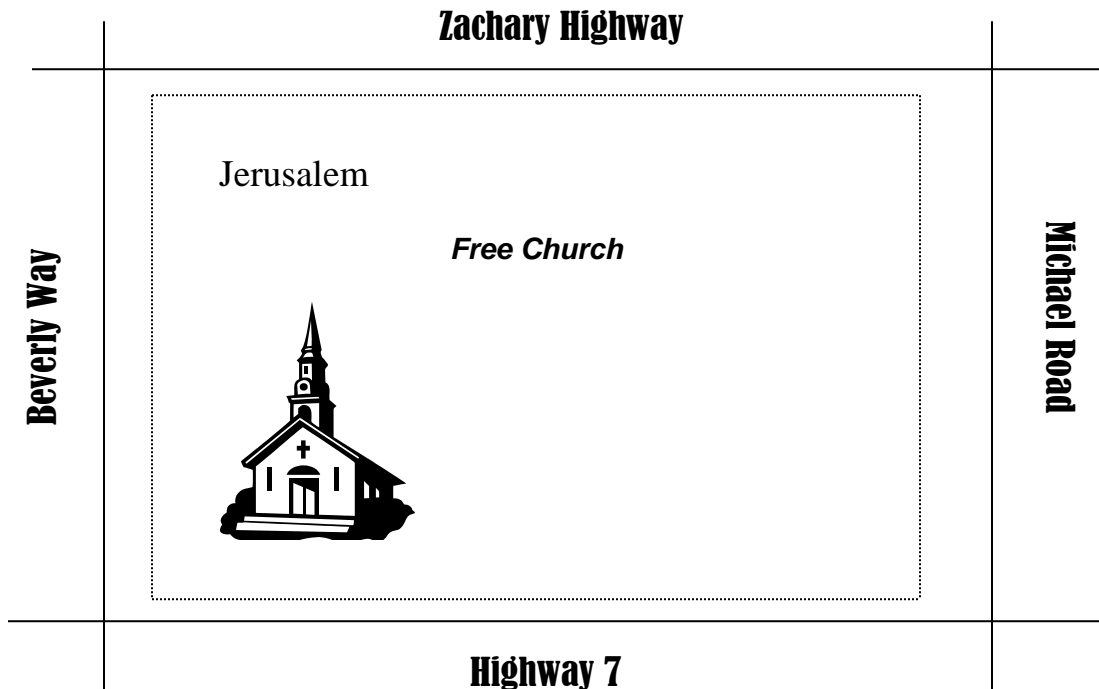 Zachary Highway
Jerusalem
Free Church
Beverly Way
Michael Road
Highway 7